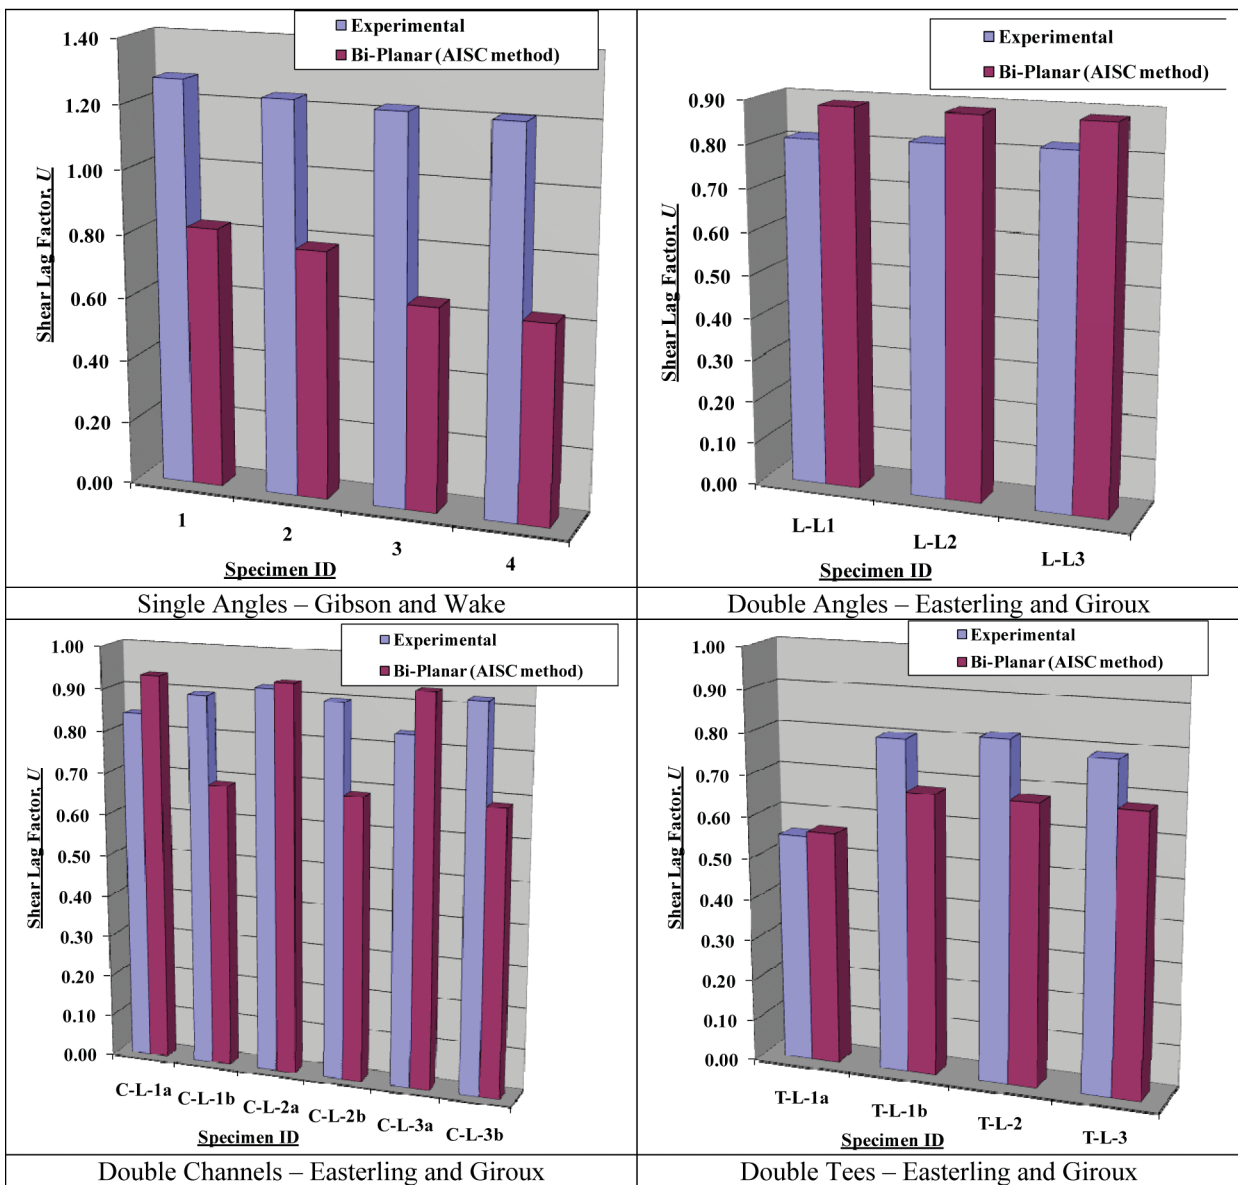 Experimental
Bi-Planar (AISC method)
1.40
1.20
1.00
0.80
0.60
0.40
0.20
0.00
Shear Lag Factor, U
1
2
3
4
Specimen ID
Single Angles – Gibson and Wake
Experimental
Bi-Planar (AISC method)
0.90
0.80
0.70
0.60
0.50
0.40
0.30
0.20
0.10
0.00
Shear Lag Factor, U
L-L1
L-L2
L-L3
Specimen ID
Double Angles – Easterling and Giroux
Experimental
Bi-Planar (AISC method)
1.00
0.90
0.80
0.70
0.60
0.50
0.40
0.30
0.20
0.10
0.00
Shear Lag Factor, U
C-L-1a
C-L-1b
C-L-2a
C-L-2b
C-L-3a
C-L-3b
Specimen ID
Double Channels – Easterling and Giroux
Experimental
Bi-Planar (AISC method)
1.00
0.90
0.80
0.70
0.60
0.50
0.40
0.30
0.20
0.10
0.00
Shear Lag Factor, U
T-L-1a
T-L-1b
T-L-2
T-L-3
Specimen ID
Double Tees – Easterling and Giroux